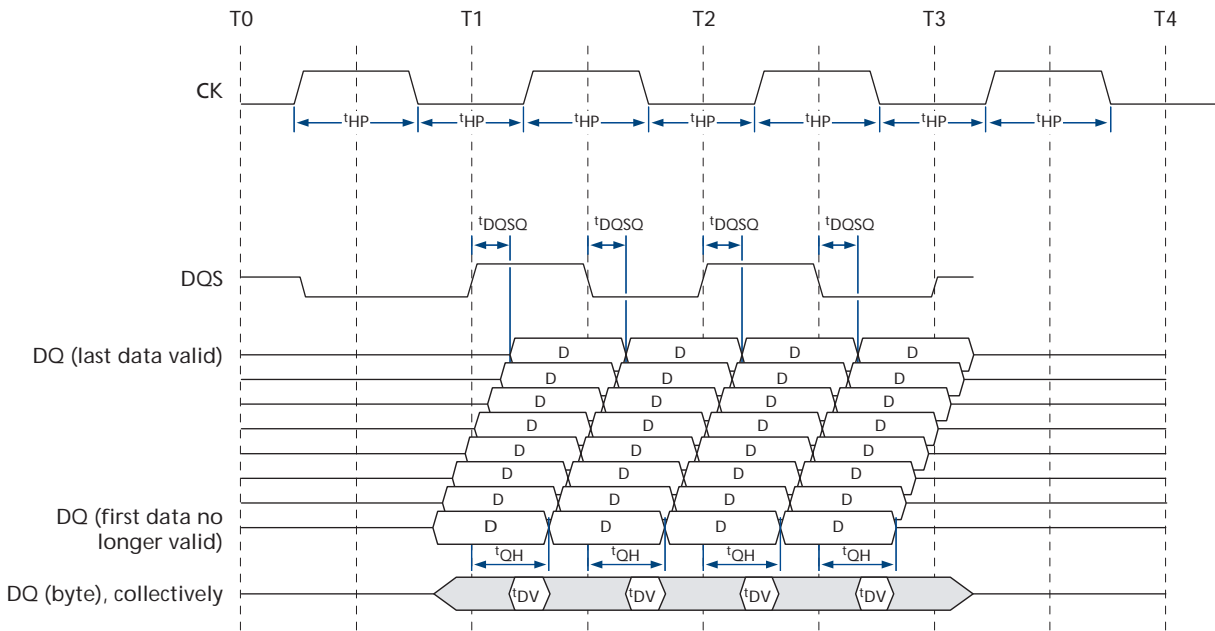 T0 T1 T2 T3 T4
CK
tHP tHP tHP tHP tHP tHP tHP
tDQSQ tDQSQ tDQSQ tDQSQ
DQS
DQ (last data valid)
D D D D
D D D D
D D D D
D D D D
D D D D
D D D D
D D D D
DQ (first data no
longer valid)
D D D D
tQH tQH tQH tQH
DQ (byte), collectively
tDV tDV tDV tDV